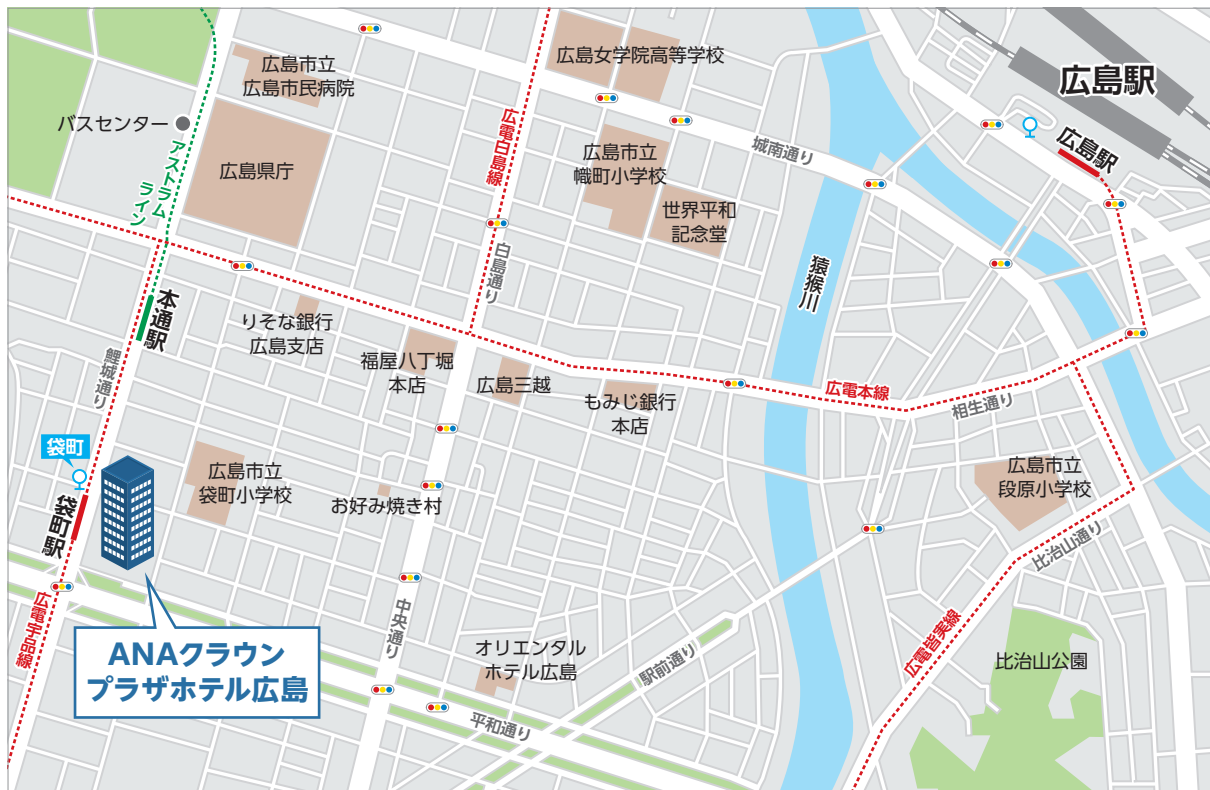 広島市立
広島市民病院
広島女学院高等学校
広島駅
バスセンター
アストラム
ライン
広電白島線
広島市立
幟町小学校
城南通り
広島駅
広島県庁
世界平和
記念堂
白島通り
猿猴川
本通駅
りそな銀行
広島支店
福屋八丁堀
本店
広島三越
もみじ銀行
本店
広電本線
相生通り
鯉城通り
袋町
広島市立
袋町小学校
お好み焼き村
広島市立
段原小学校
袋町駅
比治山通り
広電宇品線
中央通り
ANAクラウン
プラザホテル広島
オリエンタル
ホテル広島
駅前通り
広電皆実線
比治山公園
平和通り